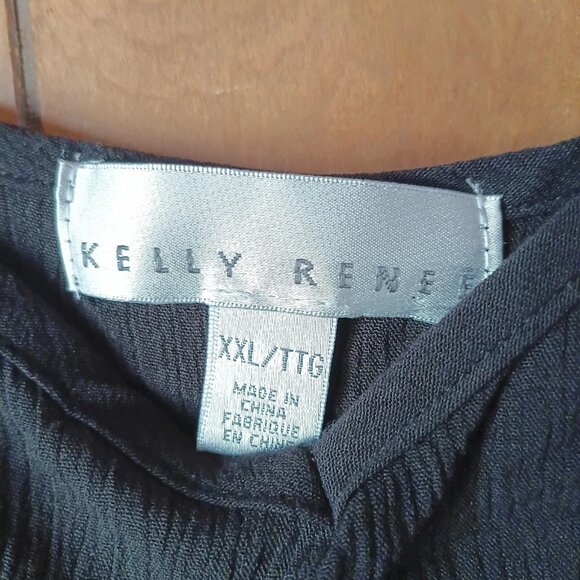 KELLY RENEE
XXL/TTG
MADE IN
CHINA
FABRIQUE
EN CHINE